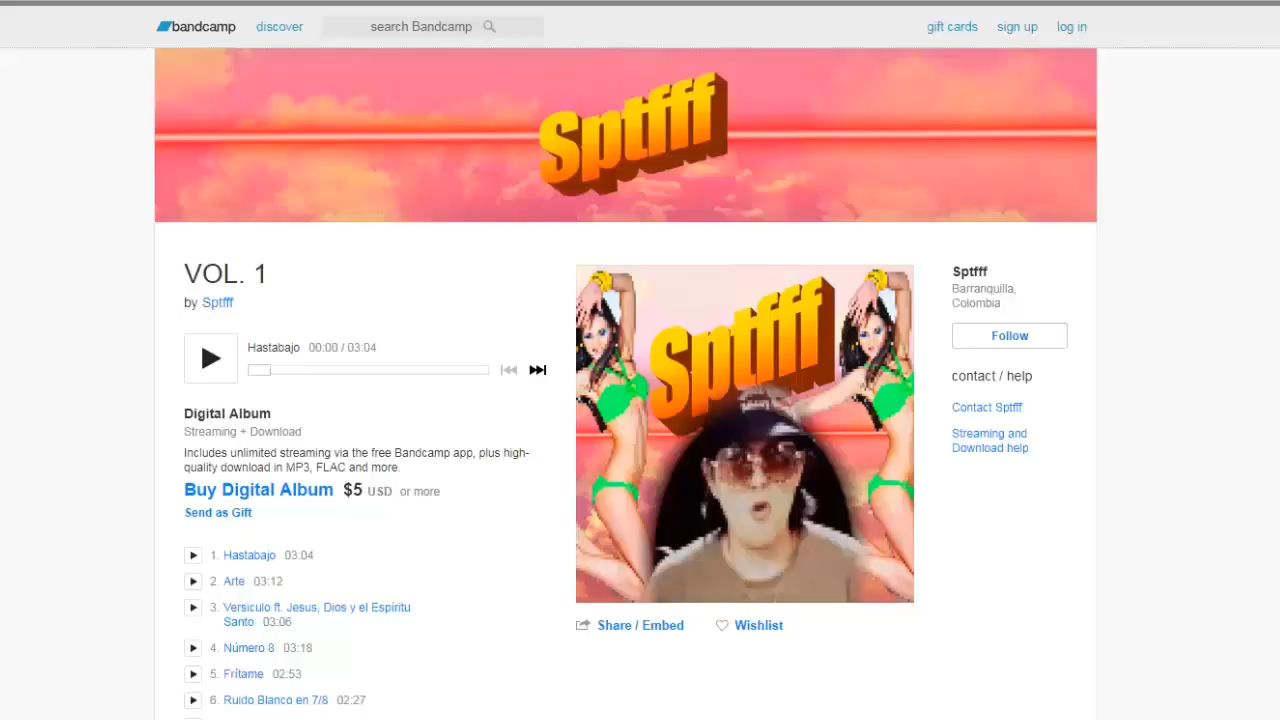 bandcamp
discover
search Bandcamp
gift cards
sign up
log in
Sptfff
VOL. 1
by Sptfff
Hastabajo 00:00 / 03:04
Digital Album
Streaming + Download
Includes unlimited streaming via the free Bandcamp app, plus high-
quality download in MP3, FLAC and more.
Buy Digital Album $5 USD or more
Send as Gift
1. Hastabajo 03:04
2. Arte 03:12
3. Versiculo ft. Jesus, Dios y el Espíritu
Santo 03:06
4. Número 8 03:18
5. Frítame 02:53
6. Ruido Blanco en 7/8 02:27
Sptfff
Share / Embed
Wishlist
Sptfff
Barranquilla,
Colombia
Follow
contact / help
Contact Sptfff
Streaming and
Download help